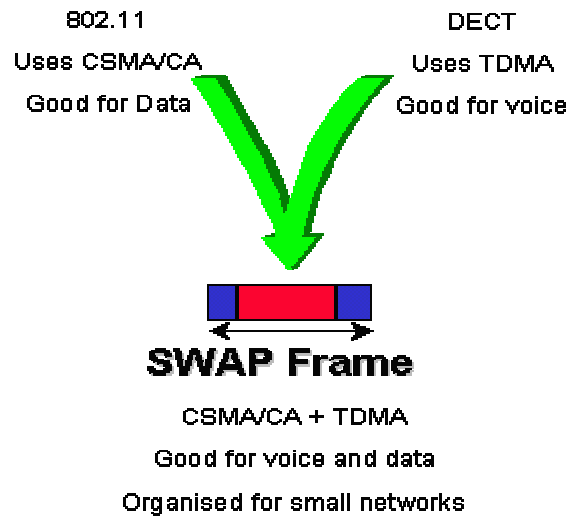 802.11
Uses CSMA/CA
Good for Data
DECT
Uses TDMA
Good for voice
SWAP Frame
CSMA/CA + TDMA
Good for voice and data
Organised for small networks